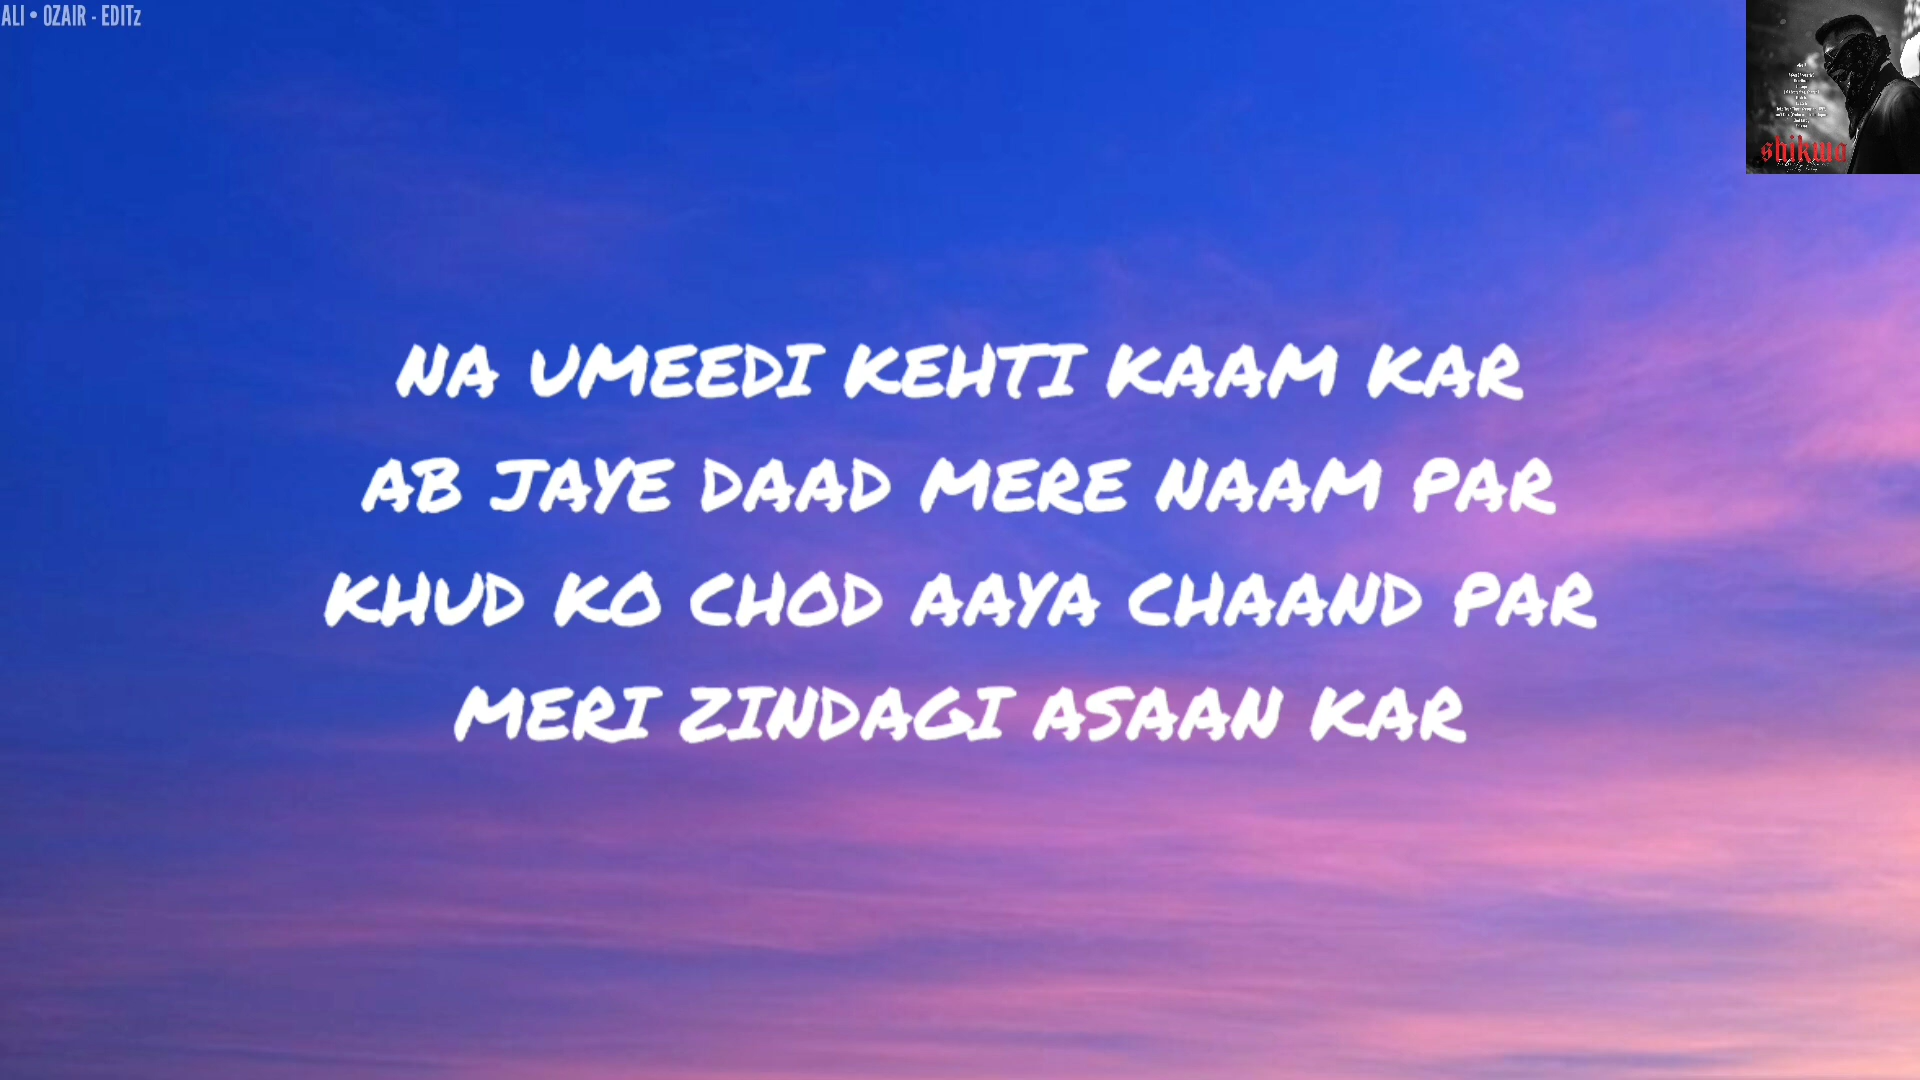 ALI • OZAIR - EDITz
shikwa
NA UMEEDI KEHTI KAAM KAR
AB JAYE DAAD MERE NAAM PAR
KHUD KO CHOD AAYA CHAAND PAR
MERI ZINDAGI ASAAN KAR